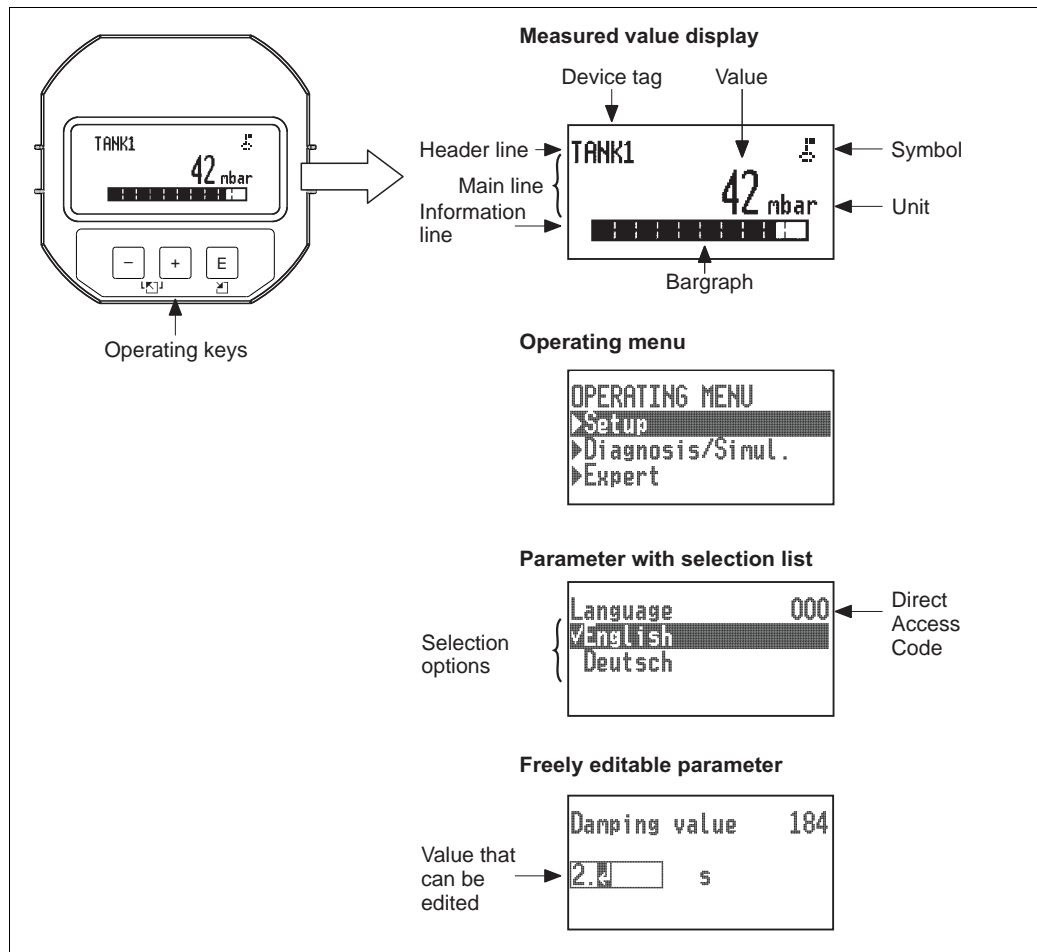 Measured value display
Device tag
Value
TANK1
42 mbar
− + E
Operating keys
Header line
Main line
Information
line
TANK1
42 mbar
Symbol
Unit
Bargraph
Operating menu
OPERATING MENU
Setup
Diagnosis/Simul.
Expert
Parameter with selection list
Language 000
English
Deutsch
Selection
options
Direct
Access
Code
Freely editable parameter
Damping value 184
2. s
Value that
can be
edited